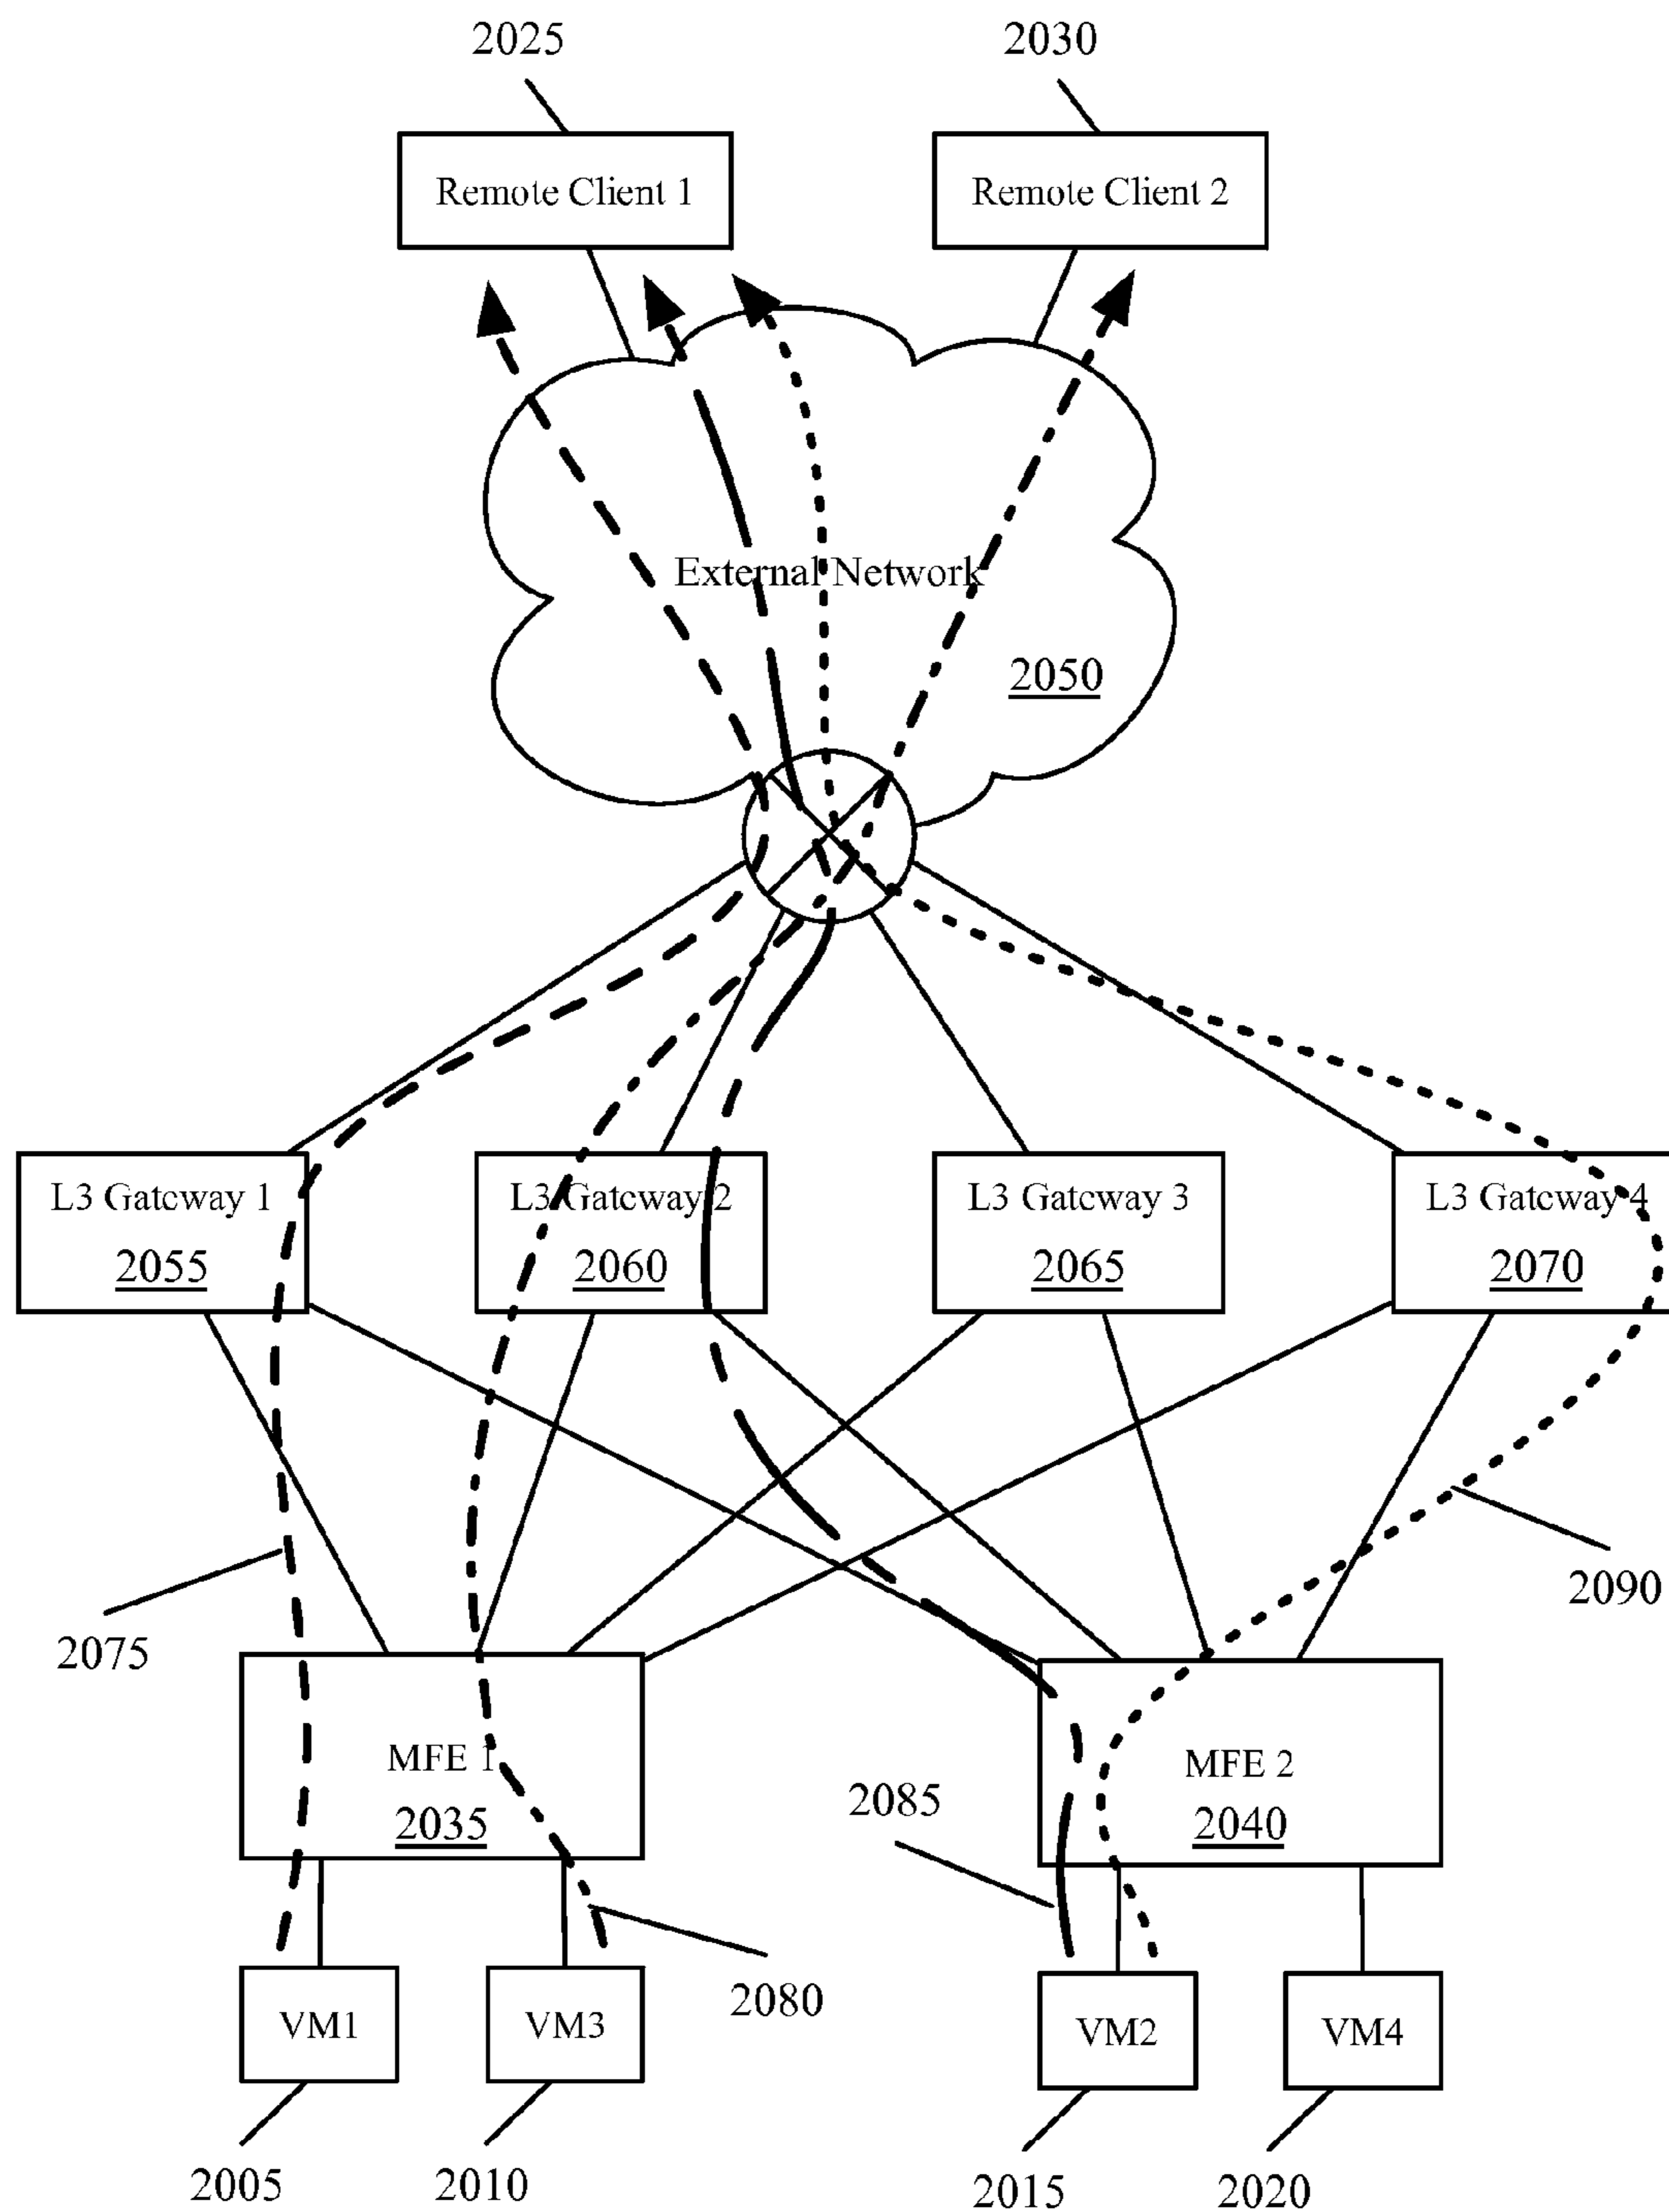 2025
2030
Remote Client 1
Remote Client 2
External Network
2050
L3 Gateway 1
2055
L3 Gateway 2
2060
L3 Gateway 3
2065
L3 Gateway 4
2070
2075
2090
MFE 1
2035
MFE 2
2040
2085
2080
VM1
VM3
VM2
VM4
2005
2010
2015
2020